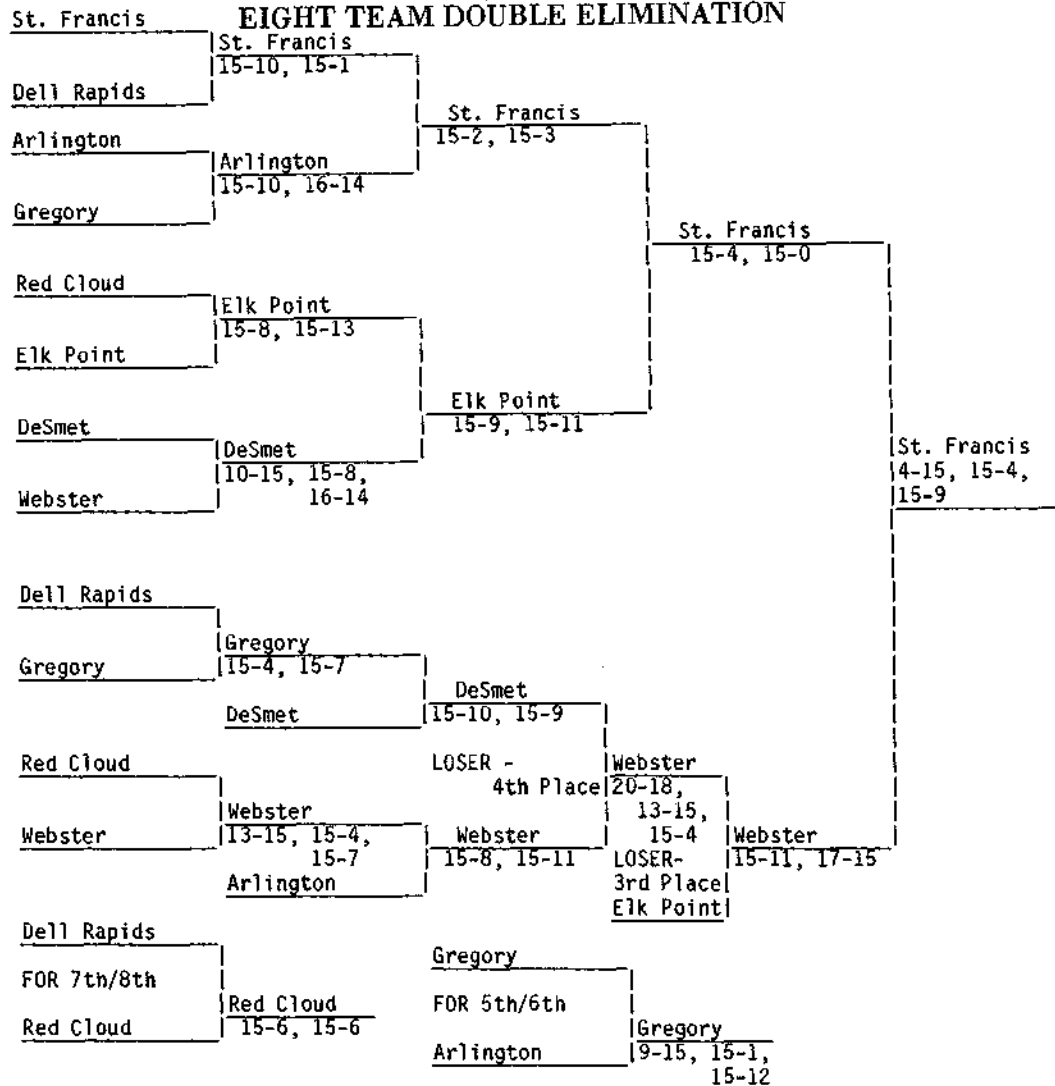 EIGHT TEAM DOUBLE ELIMINATION
St. Francis
St. Francis
15-10, 15-1
Dell Rapids
St. Francis
15-2, 15-3
Arlington
Arlington
15-10, 16-14
Gregory
St. Francis
15-4, 15-0
Red Cloud
Elk Point
15-8, 15-13
Elk Point
Elk Point
15-9, 15-11
DeSmet
DeSmet
10-15, 15-8,
16-14
Webster
St. Francis
4-15, 15-4,
15-9
Dell Rapids
Gregory
15-4, 15-7
Gregory
DeSmet
15-10, 15-9
DeSmet
Red Cloud
LOSER -
4th Place
Webster
20-18,
13-15,
15-4
Webster
13-15, 15-4,
15-7
Webster
Webster
15-8, 15-11
Webster
15-11, 17-15
LOSER-
3rd Place
Elk Point
Arlington
Dell Rapids
FOR 7th/8th
Red Cloud
Red Cloud
15-6, 15-6
Gregory
FOR 5th/6th
Arlington
Gregory
9-15, 15-1,
15-12